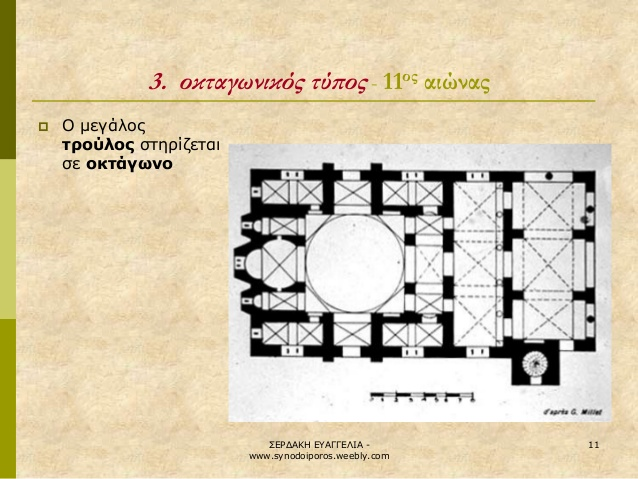 3. οκταγωνικός τύπος - 11ος αιώνας
Ο μεγάλος
τρούλος στηρίζεται
σε οκτάγωνο
d'après G. Millet
ΣΕΡΔΑΚΗ ΕΥΑΓΓΕΛΙΑ -
www.synodoiporos.weebly.com
11